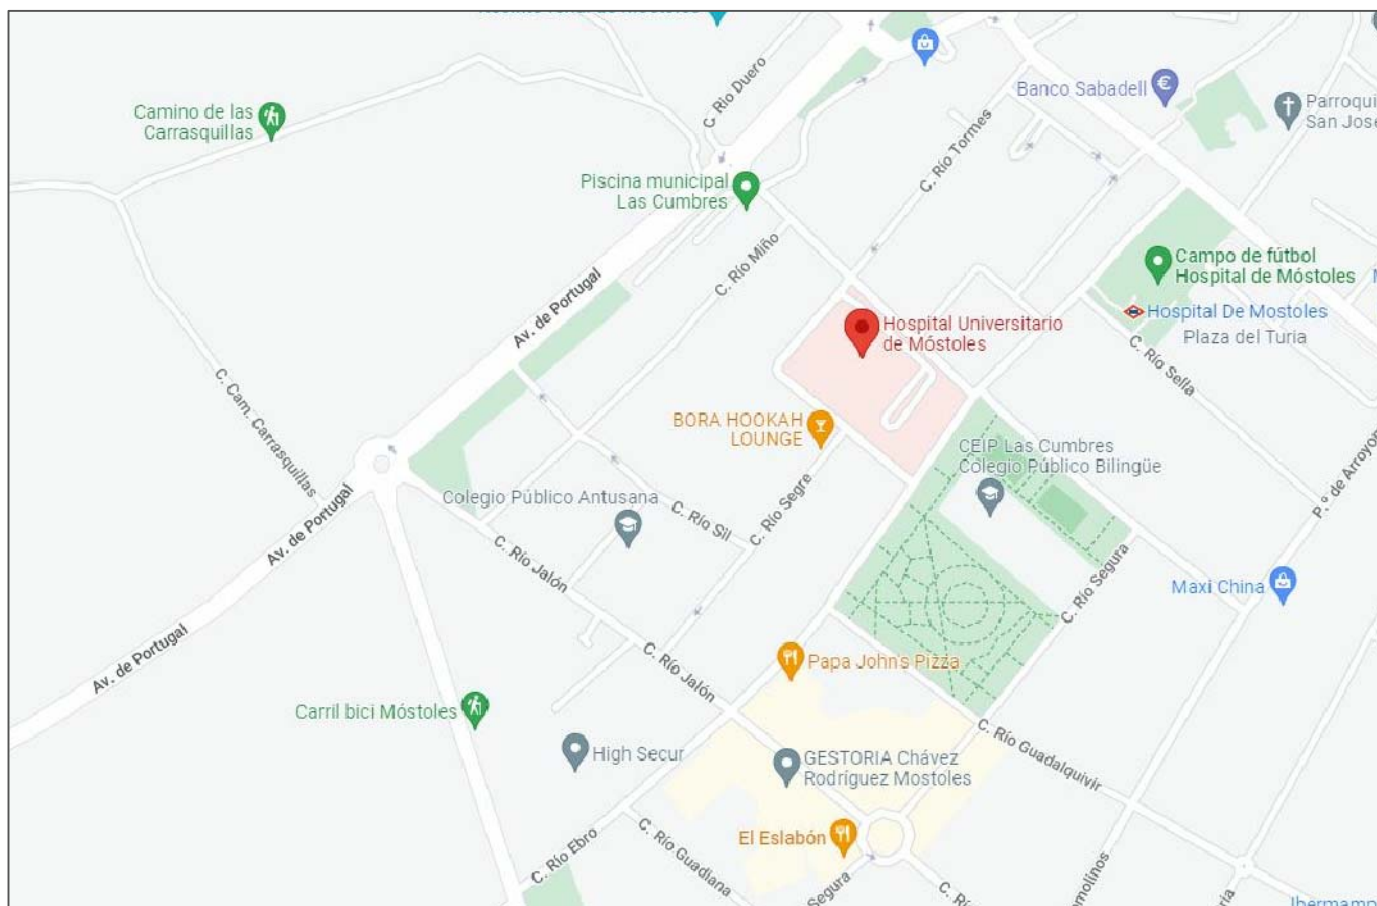 C. Río Duero
Banco Sabadell
Camino de las
Carrasquillas
San José
C. Río Tormes
Piscina municipal
Las Cumbres
Campo de fútbol
Hospital de Móstoles
C. Río Miño
Hospital De Mostoles
Plaza del Turia
Av. de Portugal
Hospital Universitario
de Móstoles
C. Río Sella
C. Cam. Carrasquillas
BORA HOOKAH
LOUNGE
CEIP Las Cumbres
Colegio Público Bilingüe
Colegio Público Antusana
P.º de Arroyom
C. Río Sil
C. Río Segre
Av. de Portugal
C. Río Jalón
C. Río Segura
Maxi China
Av. de Portugal
C. Río Jalón
Papa John's Pizza
Carril bici Móstoles
High Secur
C. Río Guadalquivir
GESTORIA Chávez
Rodríguez Mostoles
El Eslabón
C. Río Ebro
C. Río Guadiana
Segura